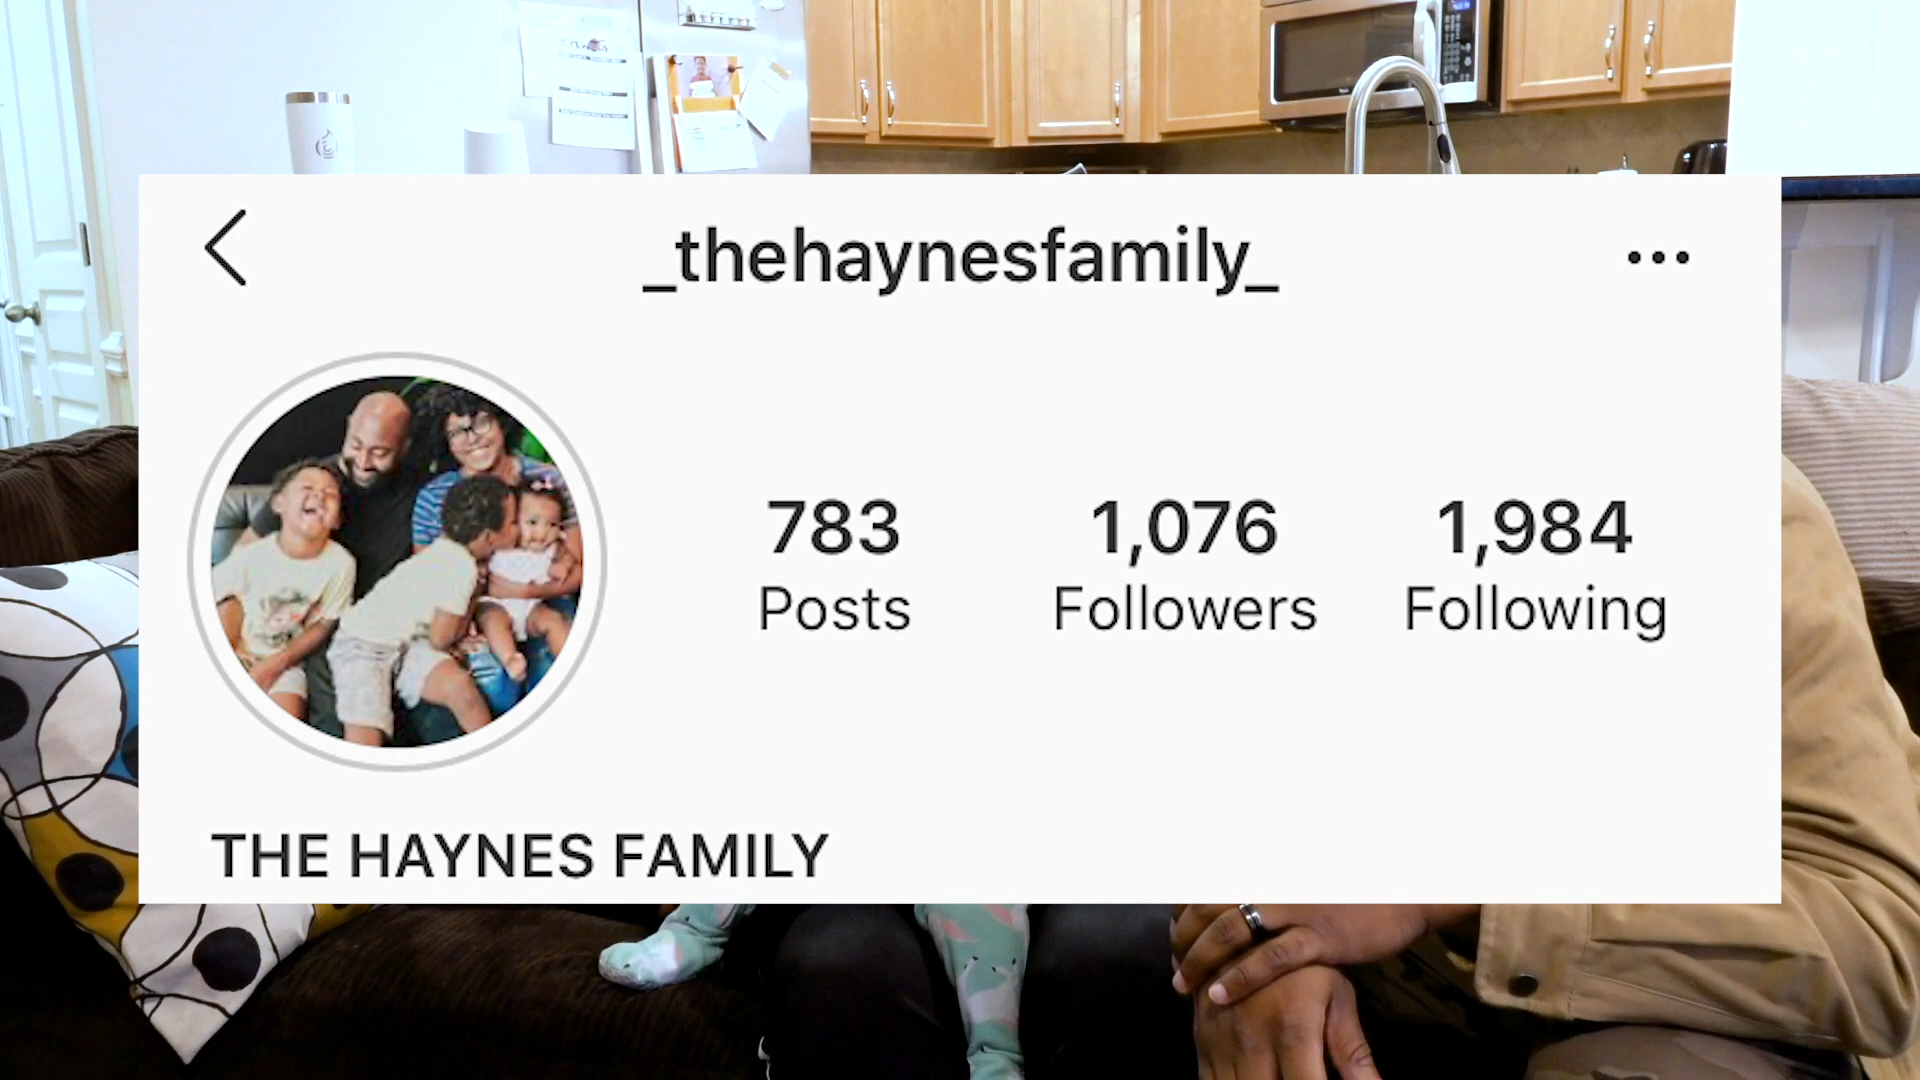 _thehaynesfamily_
783
1,076
1,984
Posts
Followers
Following
THE HAYNES FAMILY